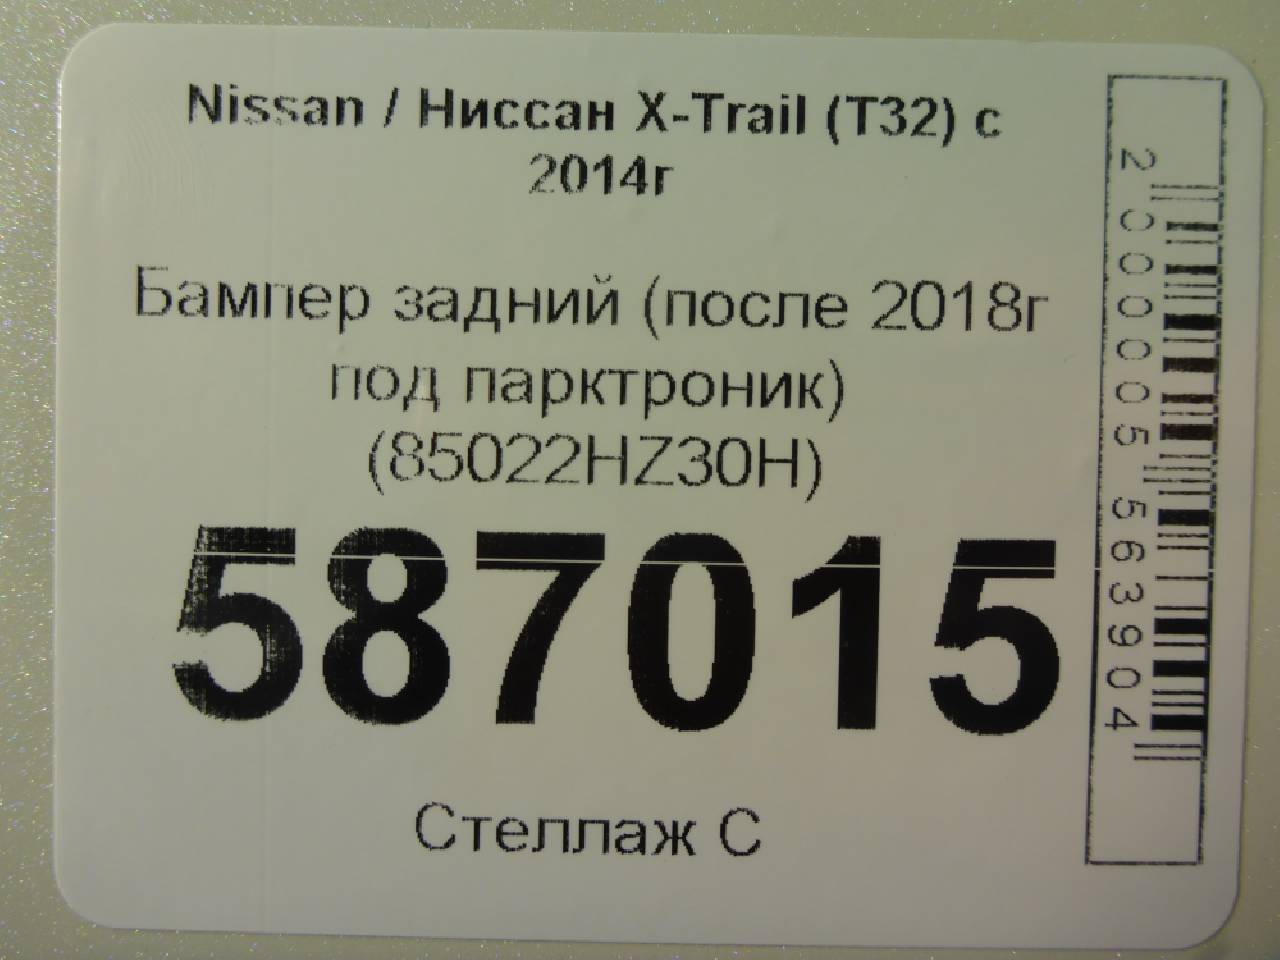 Nissan / Ниссан X-Trail (T32) с
2014г
Бампер задний (после 2018г
под парктроник)
(85022HZ30H)
587015
Стеллаж С
2000005563904